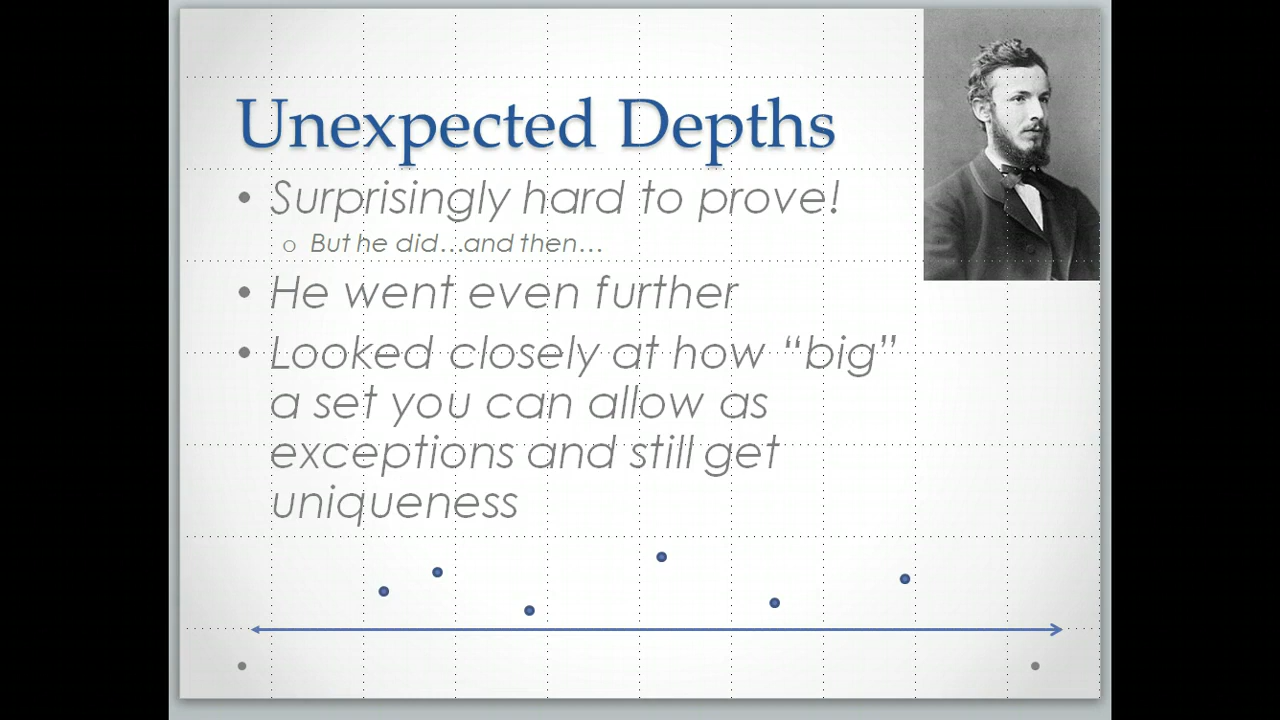 Unexpected Depths
• Surprisingly hard to prove!
o But he did...and then...
• He went even further
• Looked closely at how “big”
a set you can allow as
exceptions and still get
uniqueness